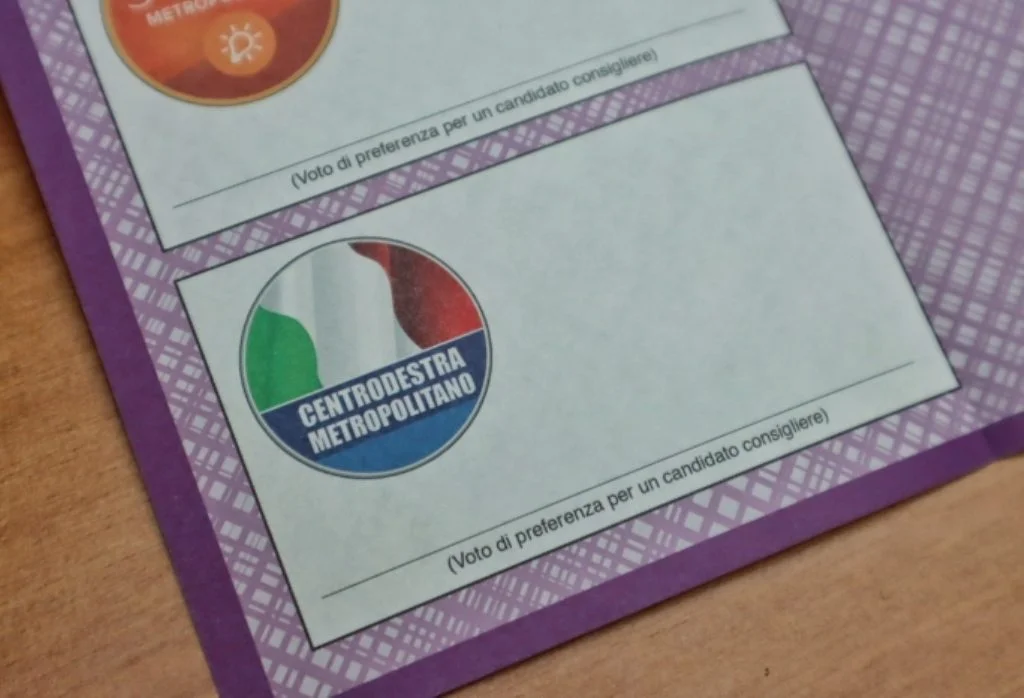 (Voto di preferenza per un candidato consigliere)
CENTRODESTRA
METROPOLITANO
(Voto di preferenza per un candidato consigliere)